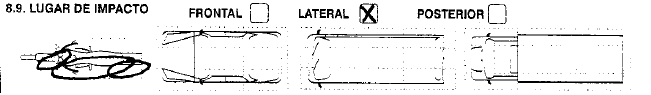 8.9. LUGAR DE IMPACTO FRONTAL LATERAL X POSTERIOR